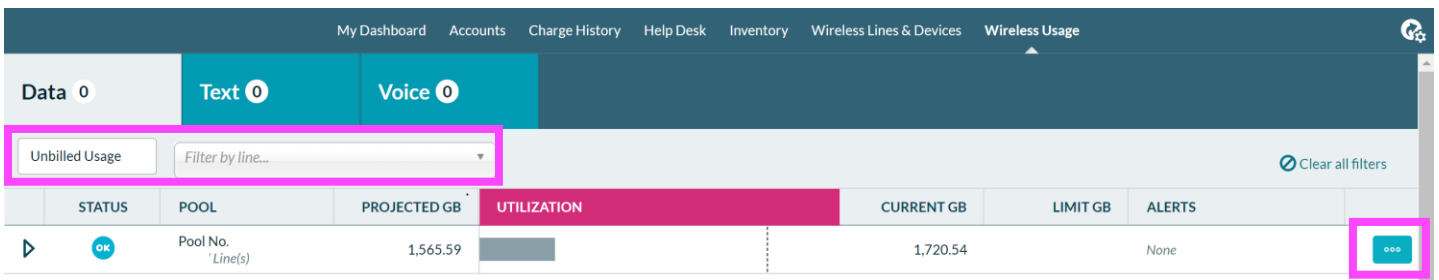 My Dashboard Accounts Charge History Help Desk Inventory Wireless Lines & Devices Wireless Usage
Data 0 Text 0 Voice 0
Unbilled Usage Filter by line... Clear all filters
STATUS POOL PROJECTED GB UTILIZATION CURRENT GB LIMIT GB ALERTS
OK Pool No. 1,565.59 1,720.54 None
Line(s)